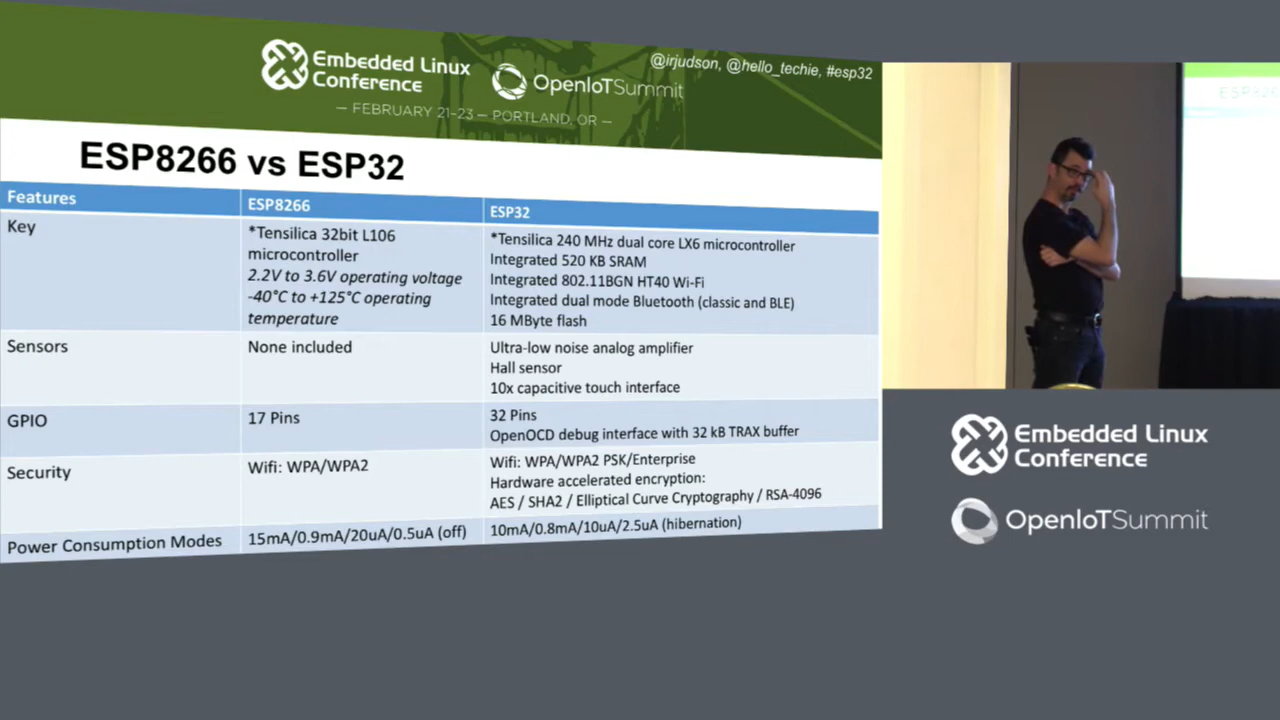 Embedded Linux
Conference
OpenIoTSummit
@irjudson, @hello_techie, #esp32
— FEBRUARY 21-23 — PORTLAND, OR —
ESP8266 vs ESP32
Features
ESP8266
ESP32
Key
*Tensilica 32bit L106
microcontroller
2.2V to 3.6V operating voltage
-40°C to +125°C operating
temperature
*Tensilica 240 MHz dual core LX6 microcontroller
Integrated 520 KB SRAM
Integrated 802.11BGN HT40 Wi-Fi
Integrated dual mode Bluetooth (classic and BLE)
16 MByte flash
Sensors
None included
Ultra-low noise analog amplifier
Hall sensor
10x capacitive touch interface
GPIO
17 Pins
32 Pins
OpenOCD debug interface with 32 kB TRAX buffer
Security
Wifi: WPA/WPA2
Wifi: WPA/WPA2 PSK/Enterprise
Hardware accelerated encryption:
AES / SHA2 / Elliptical Curve Cryptography / RSA-4096
Power Consumption Modes
15mA/0.9mA/20uA/0.5uA (off)
10mA/0.8mA/10uA/2.5uA (hibernation)
ESP826
Embedded Linux
Conference
OpenIoTSummit